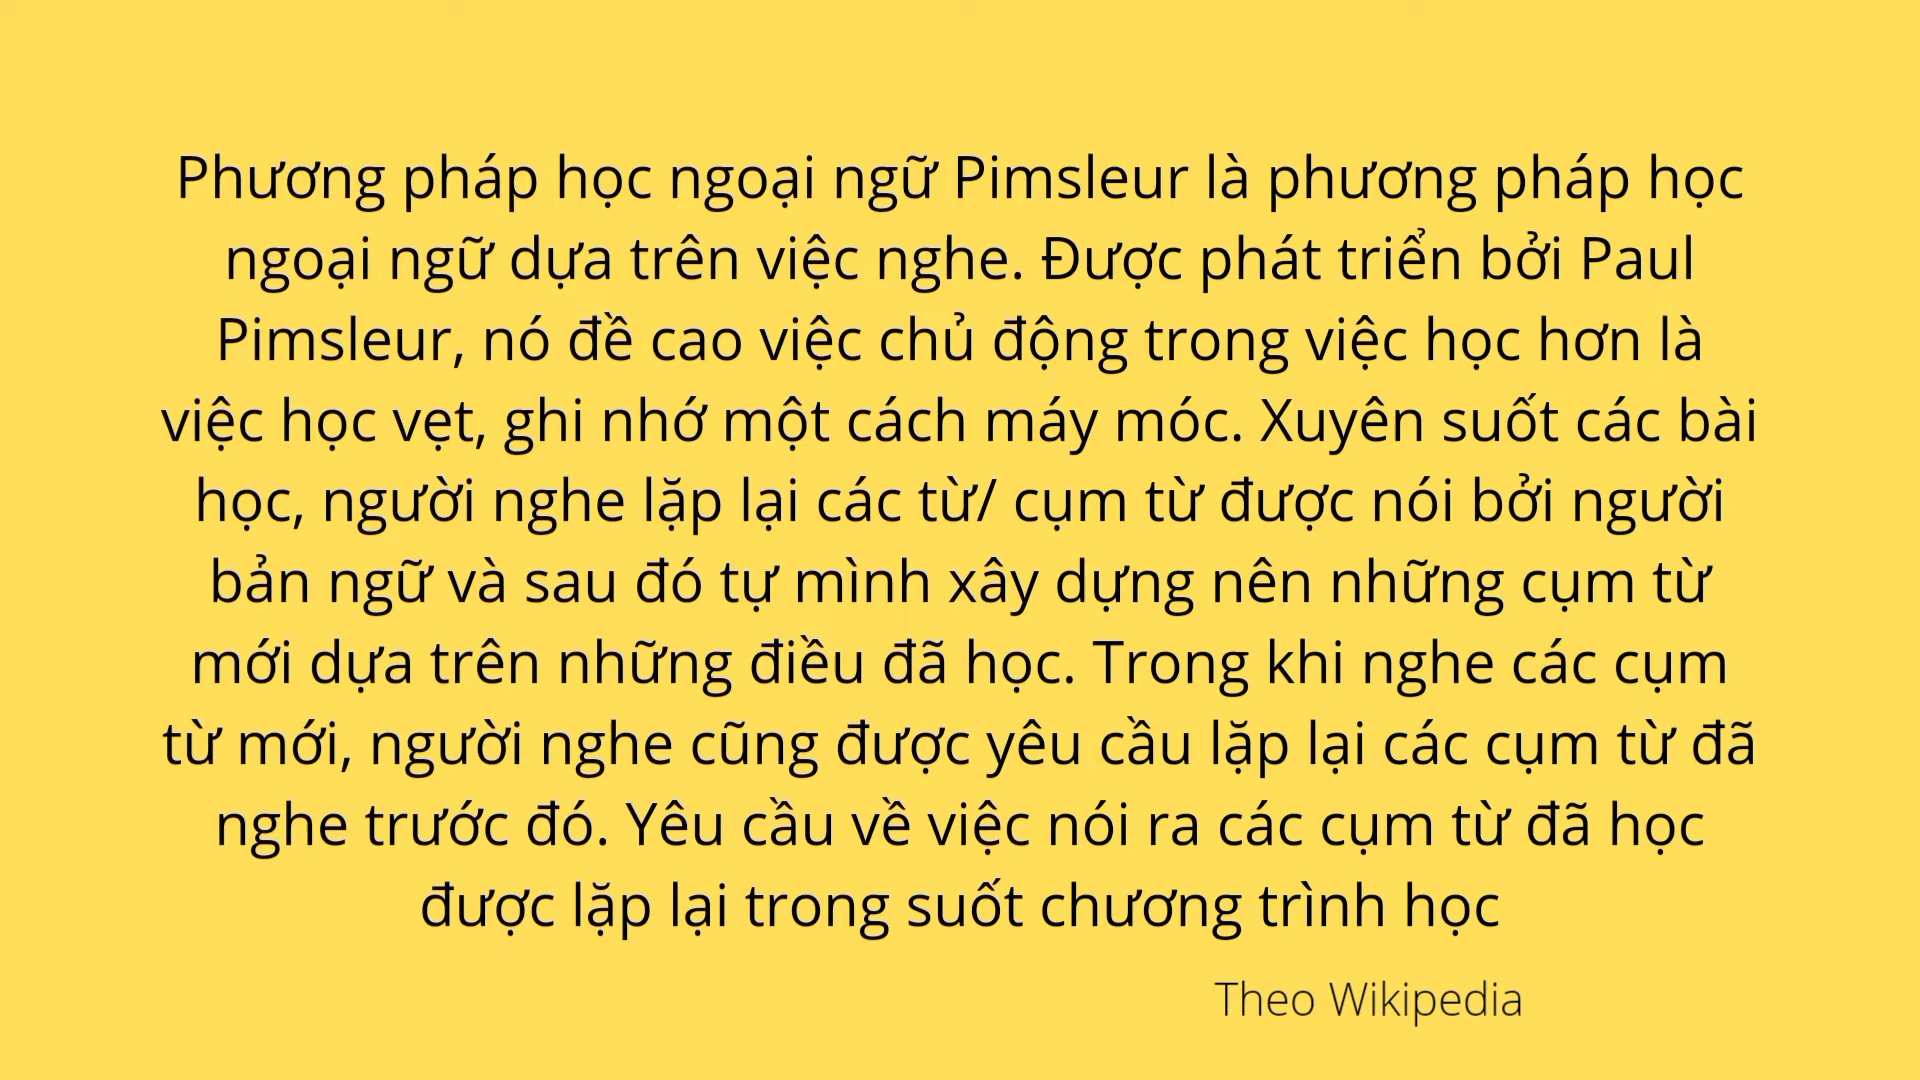 Phương pháp học ngoại ngữ Pimsleur là phương pháp học
ngoại ngữ dựa trên việc nghe. Được phát triển bởi Paul
Pimsleur, nó đề cao việc chủ động trong việc học hơn là
việc học vẹt, ghi nhớ một cách máy móc. Xuyên suốt các bài
học, người nghe lặp lại các từ/ cụm từ được nói bởi người
bản ngữ và sau đó tự mình xây dựng nên những cụm từ
mới dựa trên những điều đã học. Trong khi nghe các cụm
từ mới, người nghe cũng được yêu cầu lặp lại các cụm từ đã
nghe trước đó. Yêu cầu về việc nói ra các cụm từ đã học
được lặp lại trong suốt chương trình học
Theo Wikipedia